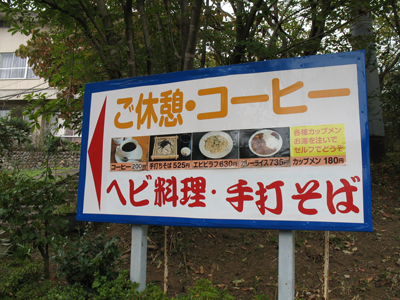 ご休憩・コーヒー
各種カップメン
お湯を注いで
セルフでどうぞ
コーヒー200円 手打ちそば525円 エビピラフ630円 カレーライス735円 カップメン 180円
ヘビ料理・手打そば